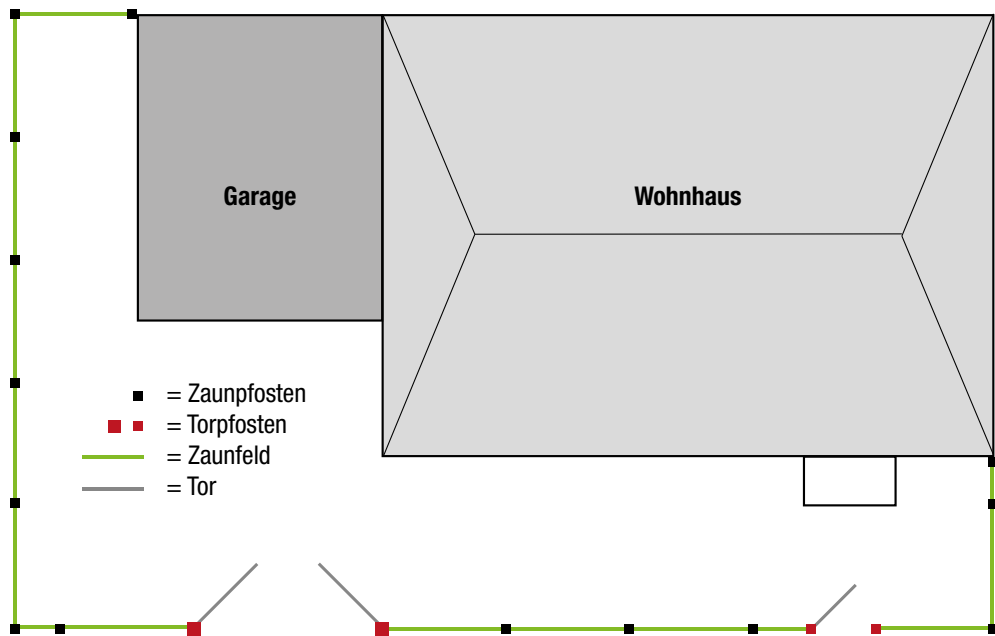 Garage
Wohnhaus
= Zaunpfosten
= Torpfosten
= Zaunfeld
= Tor